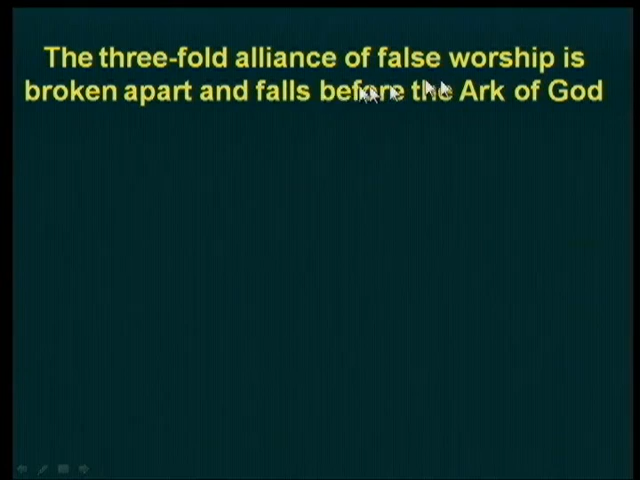 The three-fold alliance of false worship is
broken apart and falls before the Ark of God